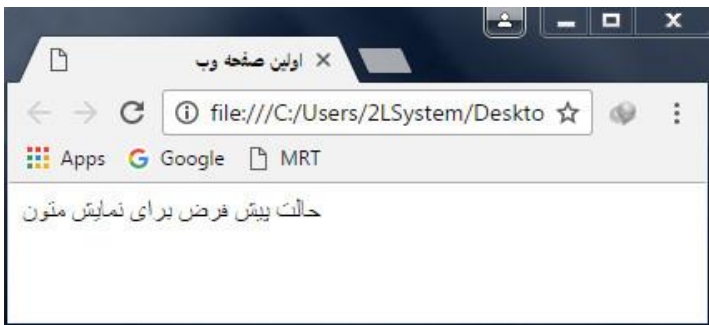 اولین صفحه وب
file:///C:/Users/2LSystem/Deskto
Apps Google MRT
حالت پیش فرض برای نمایش متون